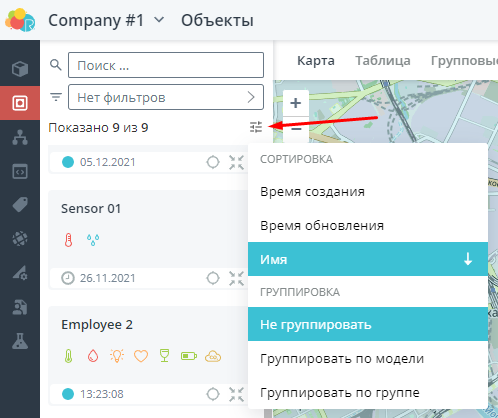 Company #1 Объекты
Поиск ...
Нет фильтров
Показано 9 из 9
05.12.2021
Sensor 01
26.11.2021
Employee 2
13:23:08
Карта Таблица Групповые
+
−
СОРТИРОВКА
Время создания
Время обновления
Имя
ГРУППИРОВКА
Не группировать
Группировать по модели
Группировать по группе